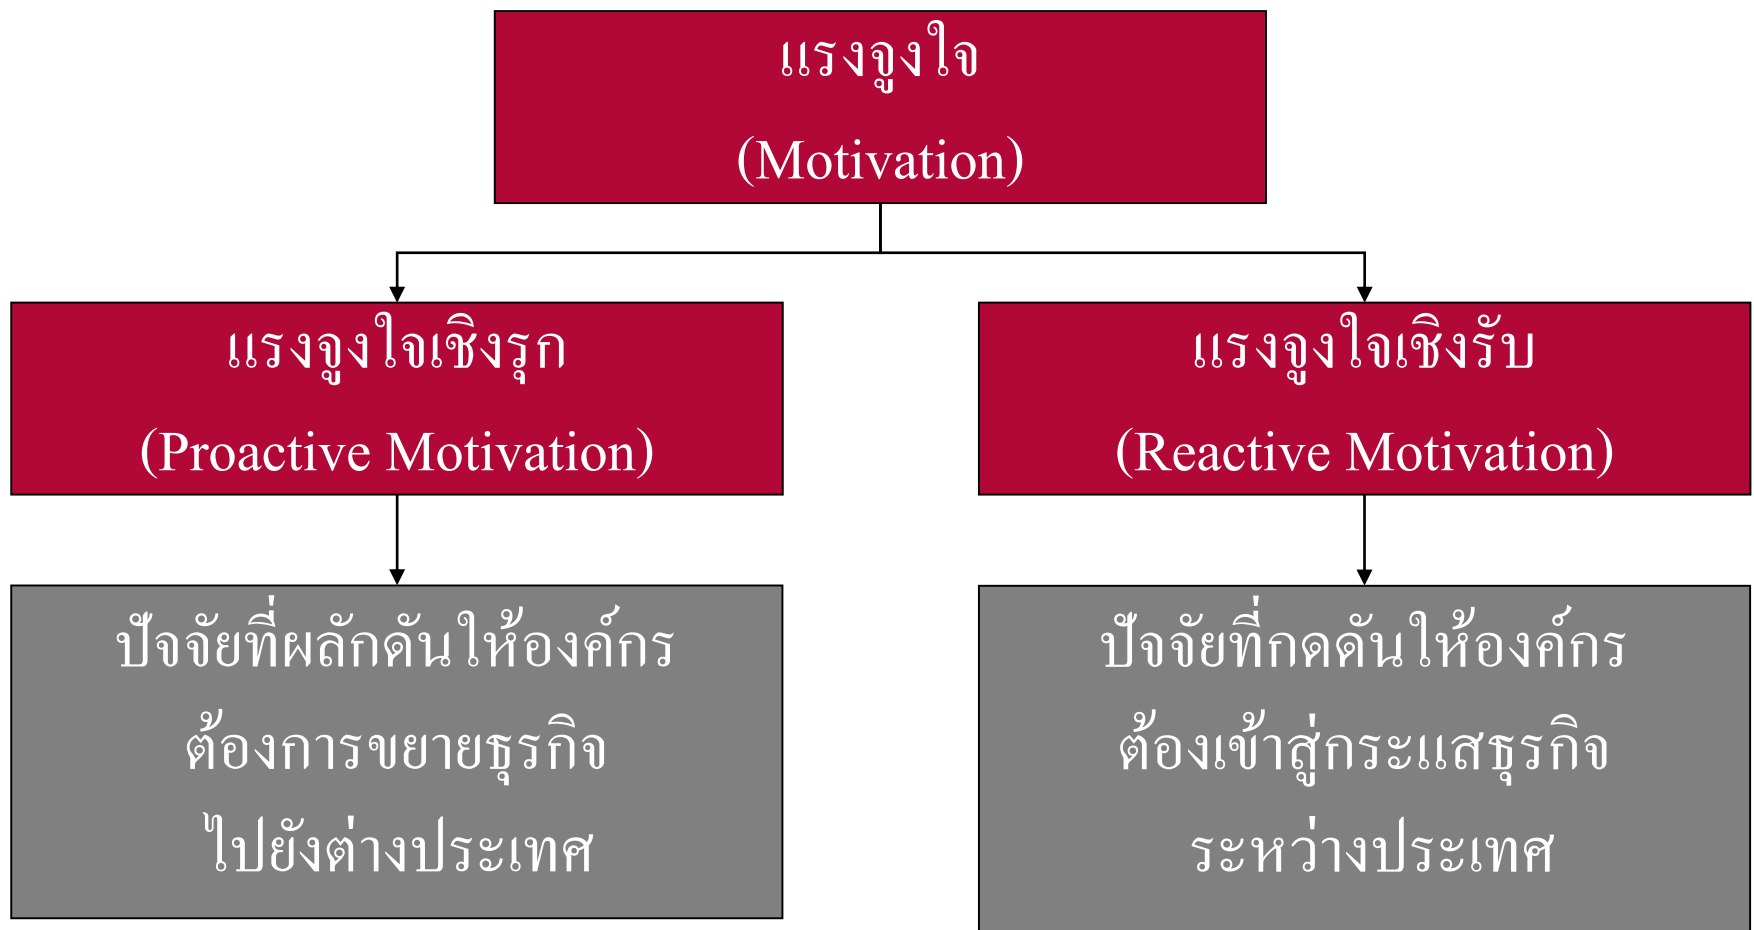 แรงจูงใจ
(Motivation)
แรงจูงใจเชิงรุก
(Proactive Motivation)
แรงจูงใจเชิงรับ
(Reactive Motivation)
ปัจจัยที่ผลักดันให้องค์กร
ต้องการขยายธุรกิจ
ไปยังต่างประเทศ
ปัจจัยที่กดดันให้องค์กร
ต้องเข้าสู่กระแสธุรกิจ
ระหว่างประเทศ